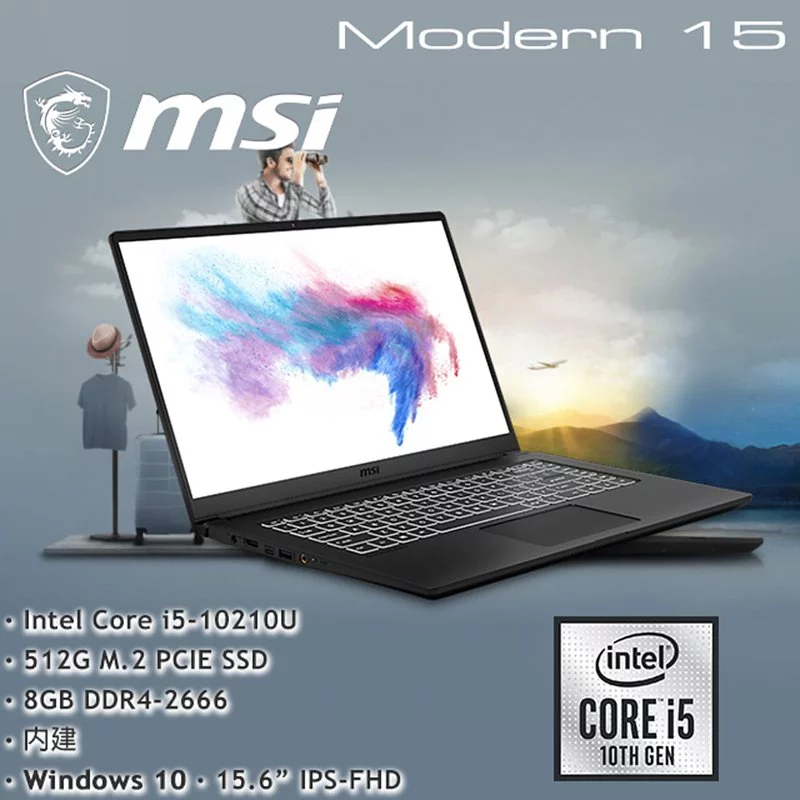 Modern 15
msi
msi
• Intel Core i5-10210U
• 512G M.2 PCIE SSD
• 8GB DDR4-2666
• 內建
• Windows 10 • 15.6” IPS-FHD
intel
CORE i5
10TH GEN